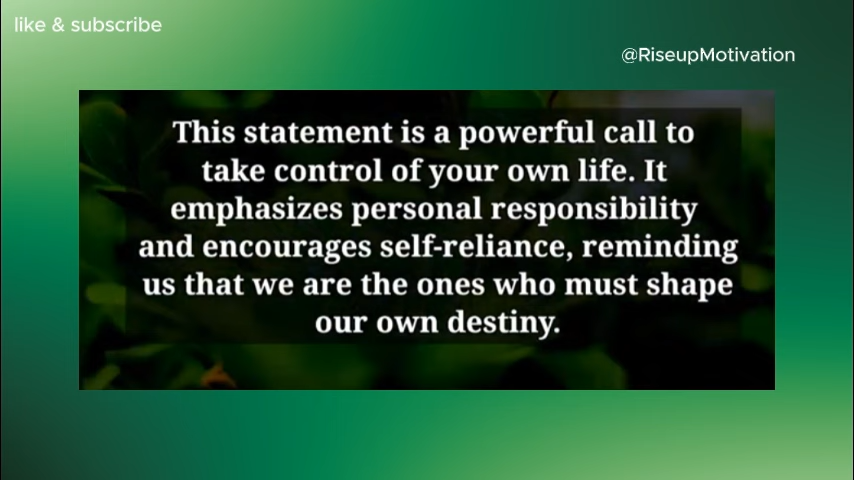 like & subscribe
@RiseupMotivation
This statement is a powerful call to
take control of your own life. It
emphasizes personal responsibility
and encourages self-reliance, reminding
us that we are the ones who must shape
our own destiny.